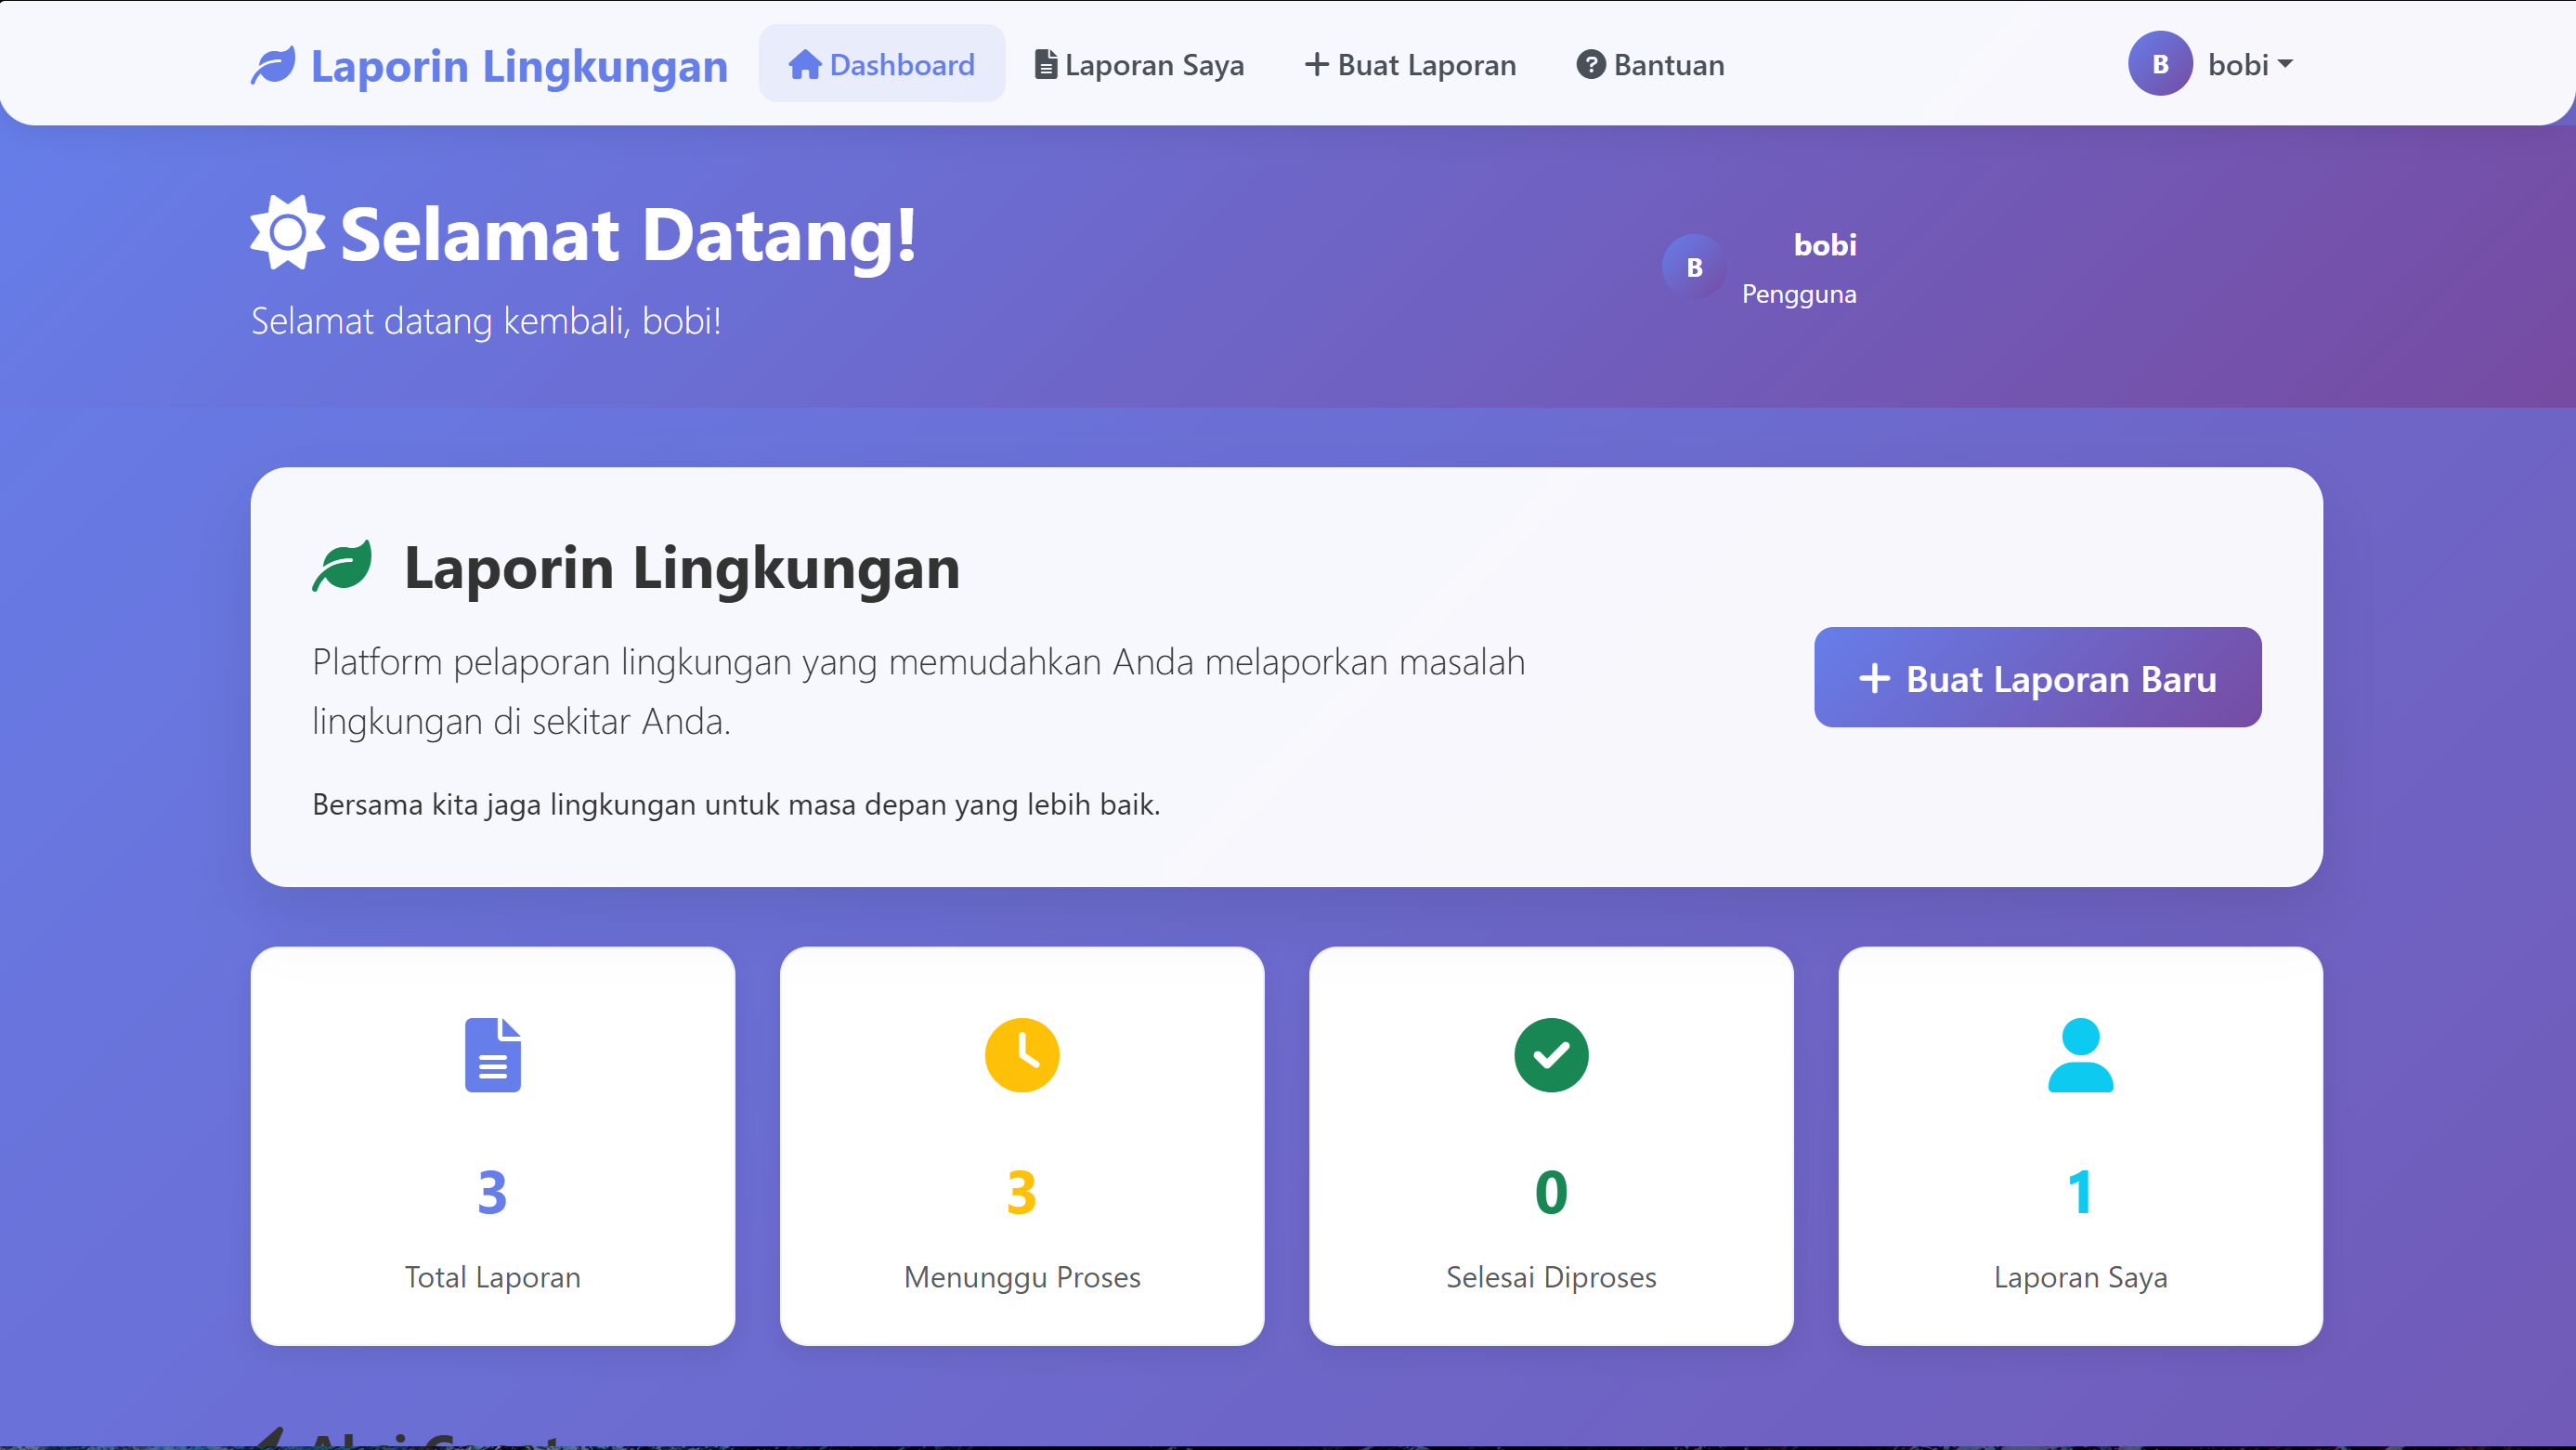 Laporin Lingkungan
Dashboard
Laporan Saya
Buat Laporan
Bantuan
B
bobi
Selamat Datang!
Selamat datang kembali, bobi!
B
bobi
Pengguna
Laporin Lingkungan
Platform pelaporan lingkungan yang memudahkan Anda melaporkan masalah
lingkungan di sekitar Anda.
Bersama kita jaga lingkungan untuk masa depan yang lebih baik.
Buat Laporan Baru
3
Total Laporan
3
Menunggu Proses
0
Selesai Diproses
1
Laporan Saya